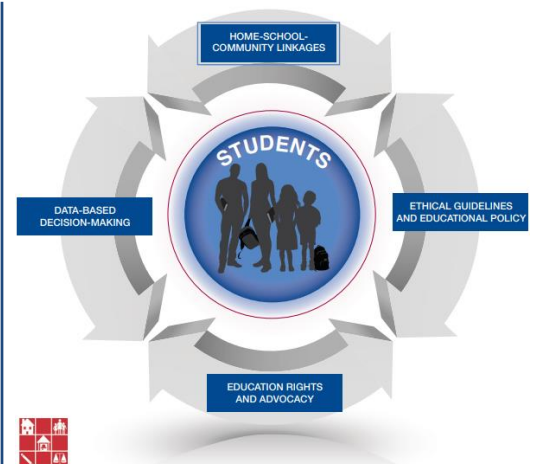 HOME-SCHOOL-
COMMUNITY LINKAGES
STUDENTS
DATA-BASED
DECISION-MAKING
ETHICAL GUIDELINES
AND EDUCATIONAL POLICY
EDUCATION RIGHTS
AND ADVOCACY